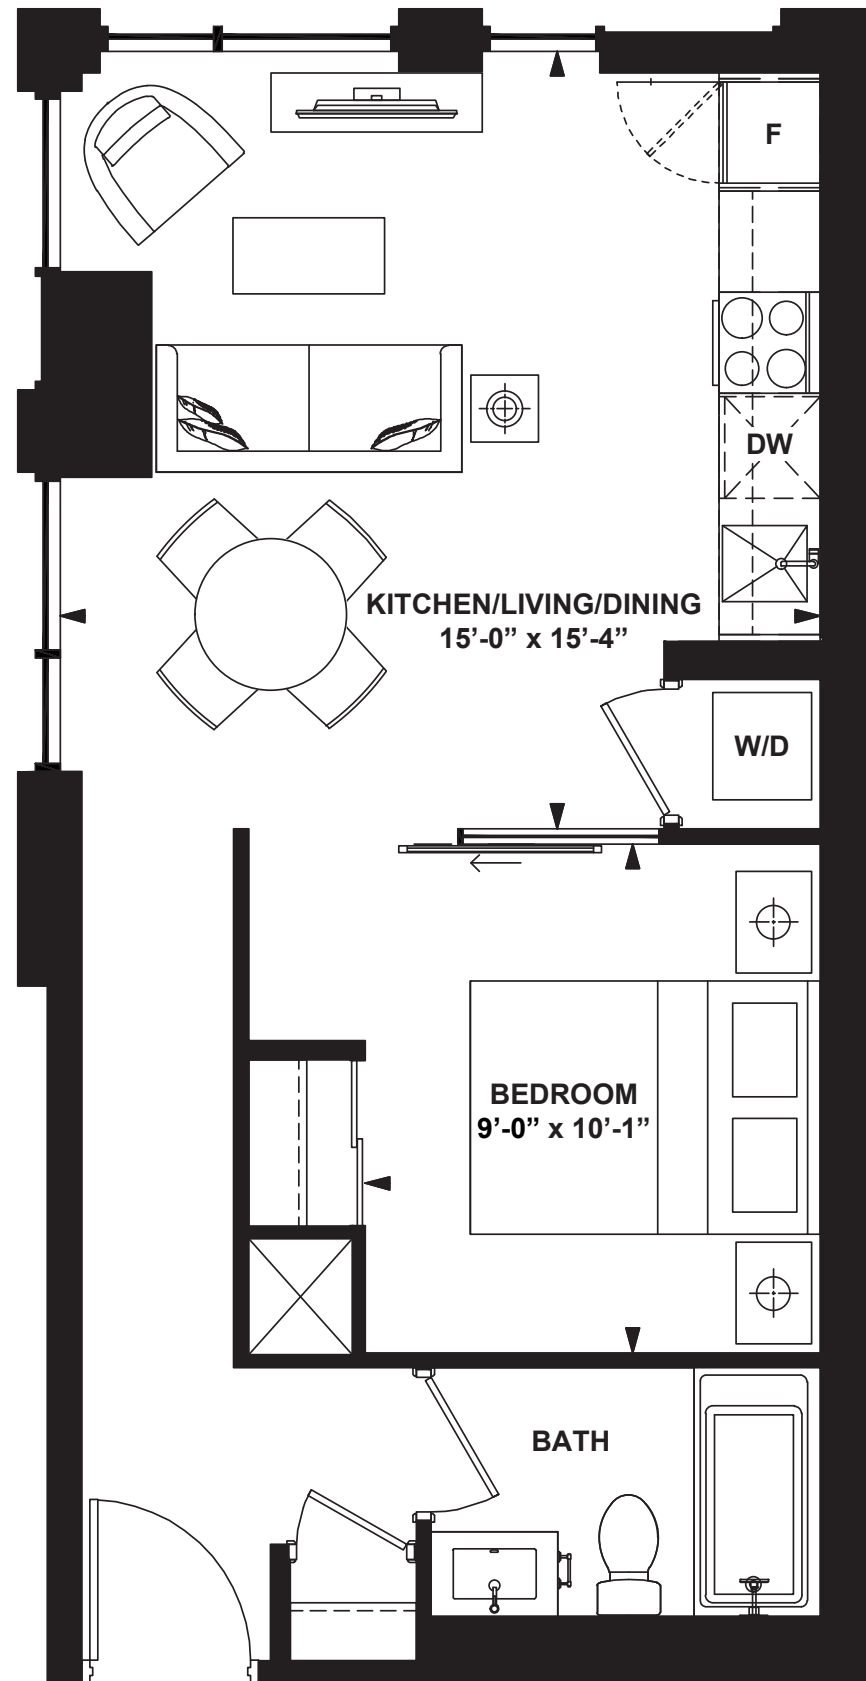 F
DW
KITCHEN/LIVING/DINING
15’-0” x 15’-4”
W/D
BEDROOM
9’-0” x 10’-1”
BATH